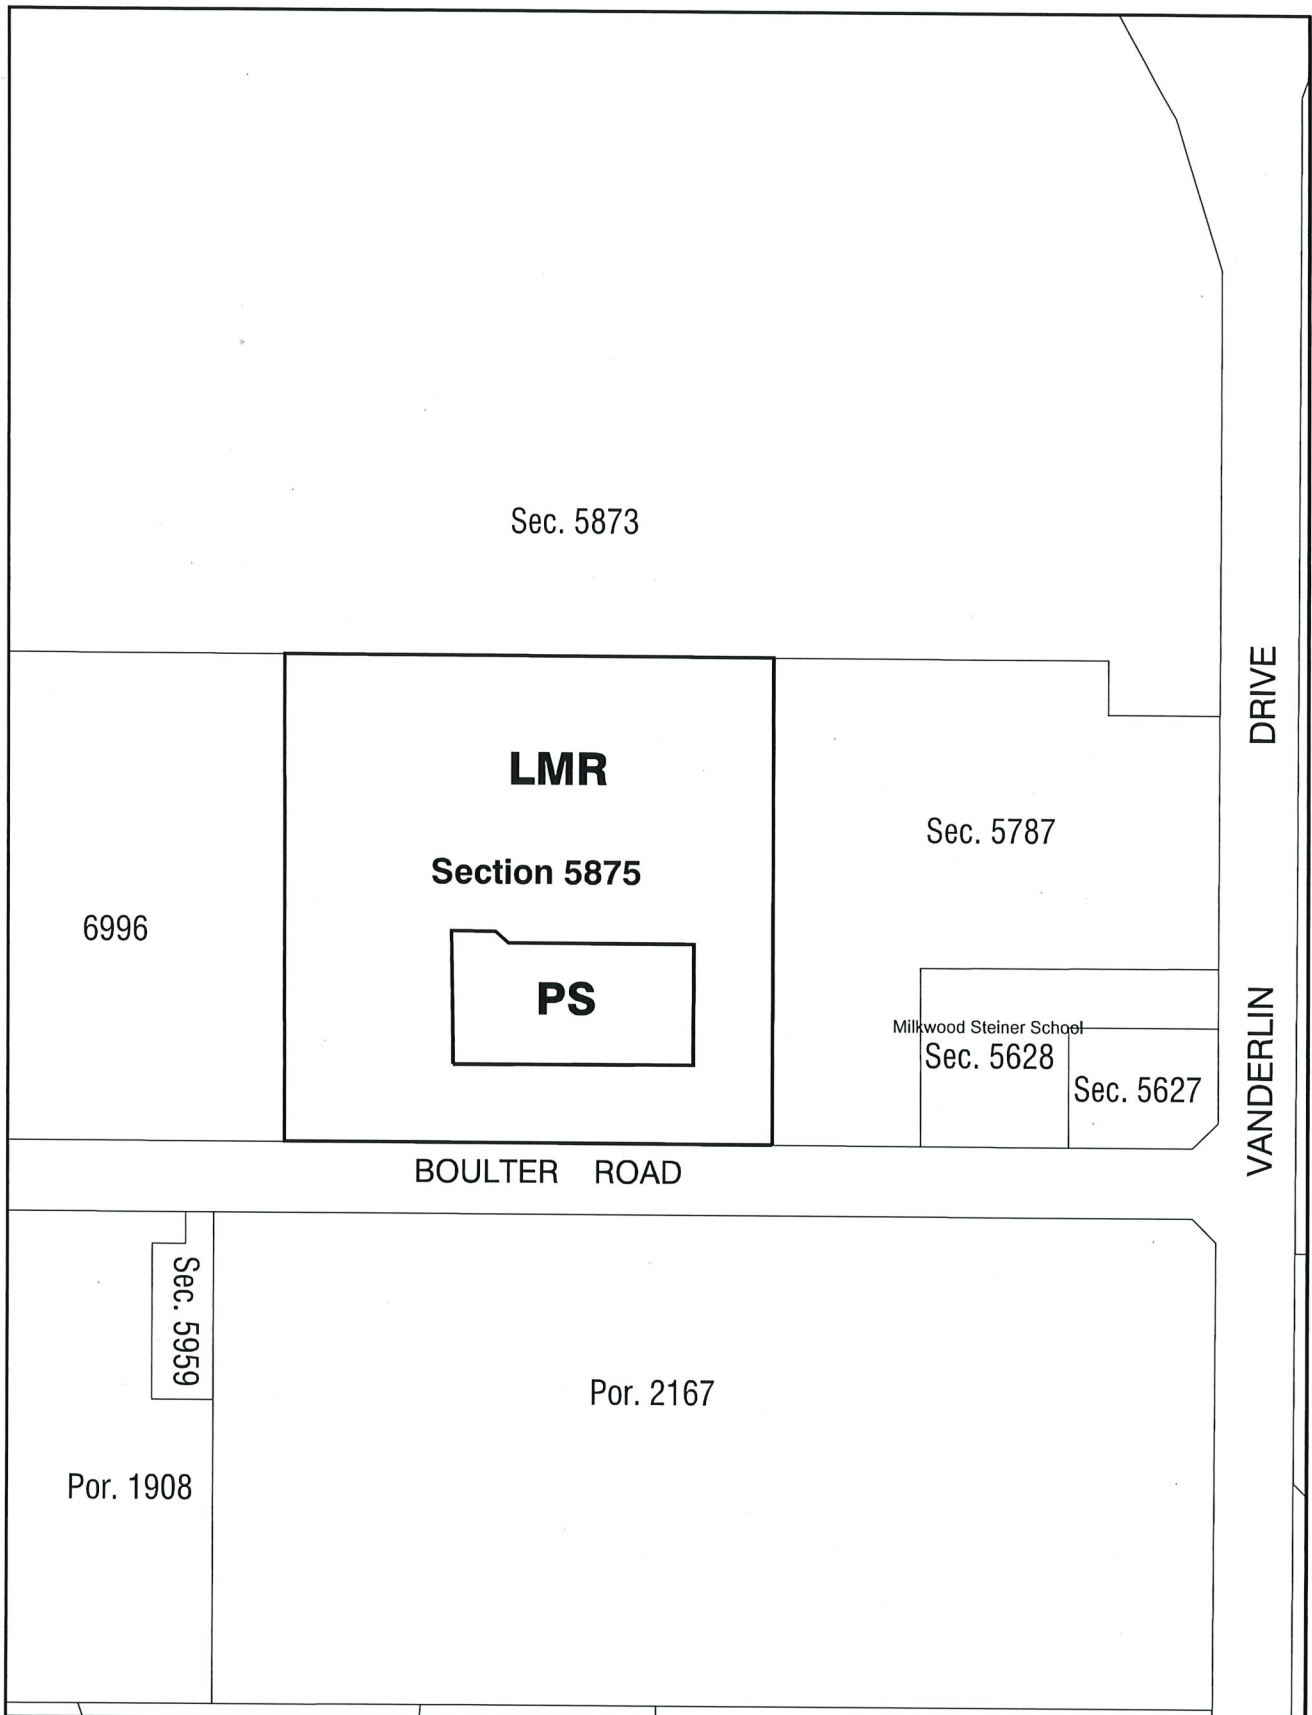 Sec. 5873
DRIVE
LMR
Sec. 5787
Section 5875
6996
PS
Milkwood Steiner School
Sec. 5628
Sec. 5627
VANDERLIN
BOULTER ROAD
Sec. 5959
Por. 2167
Por. 1908